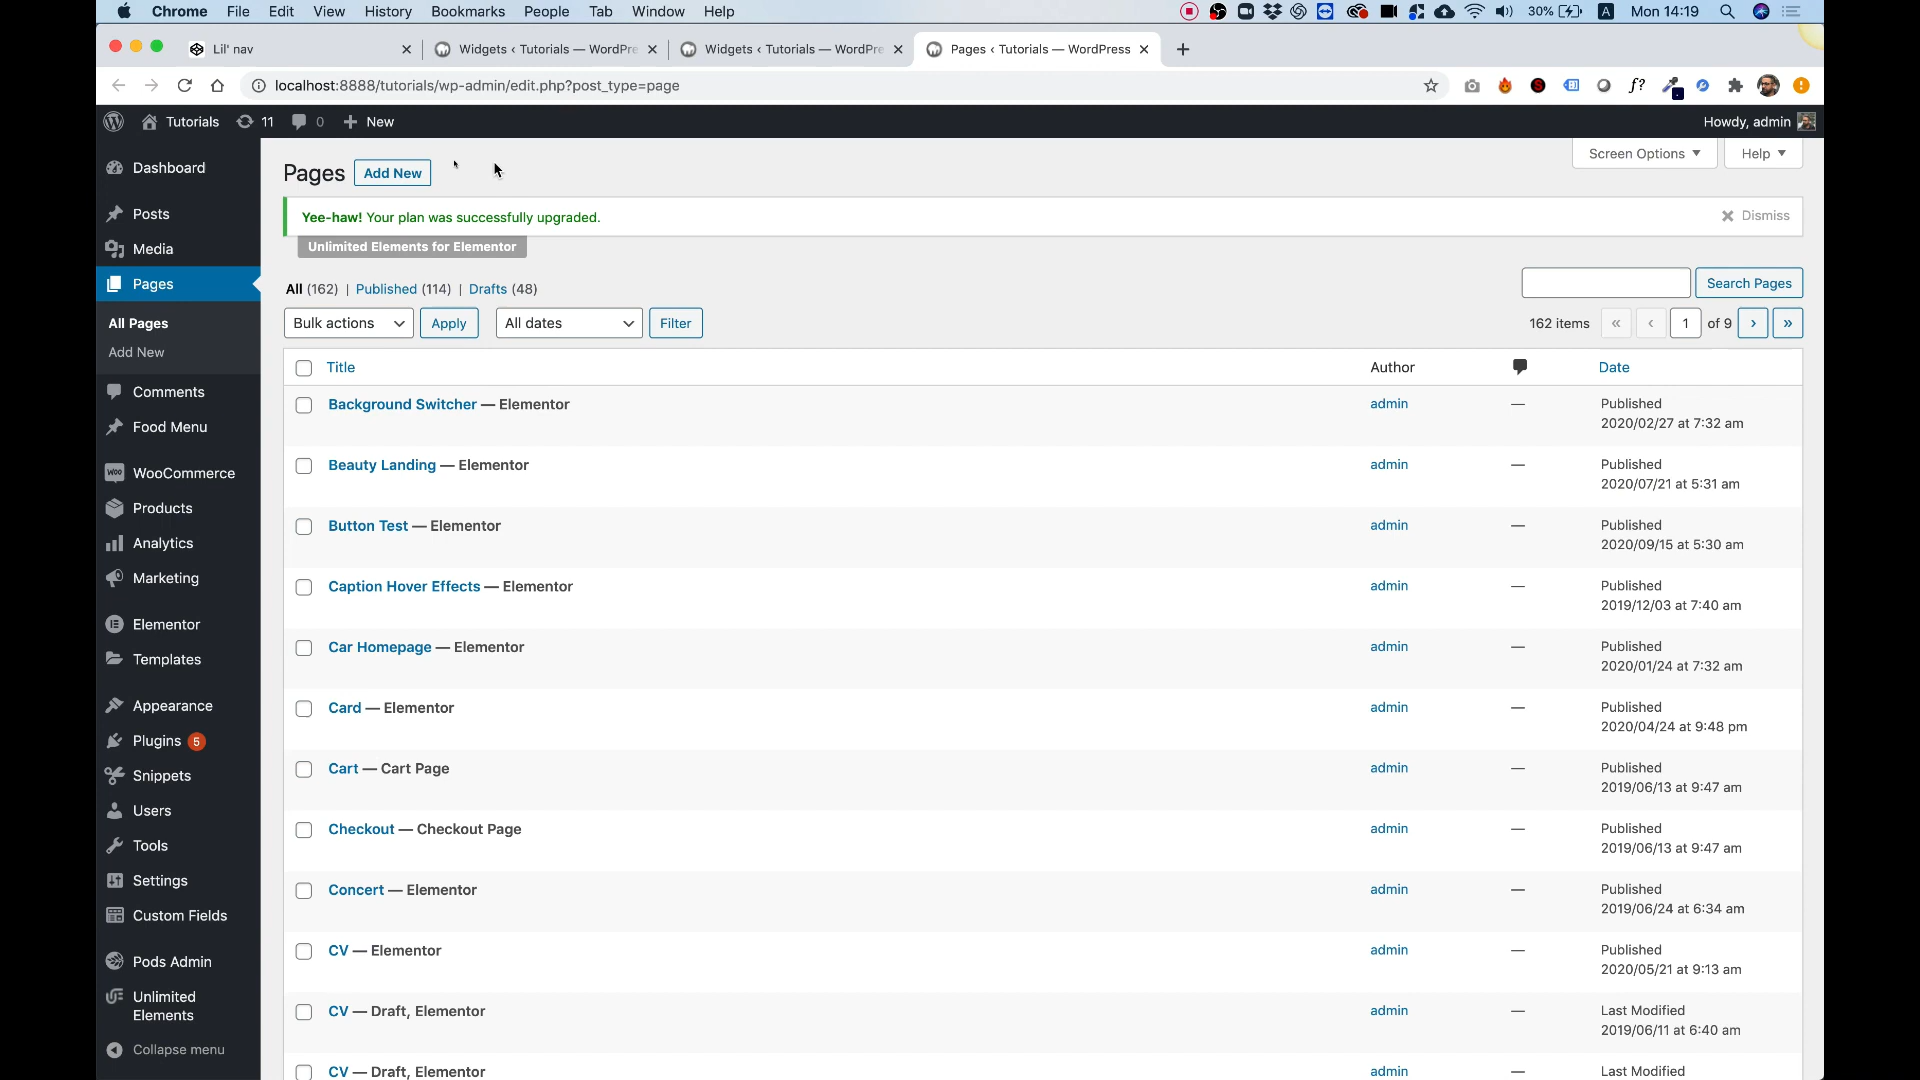 Chrome File Edit View History Bookmarks People Tab Window Help 30% A Mon 14:19
Lil' nav Widgets ‹ Tutorials — WordPre Widgets ‹ Tutorials — WordPre Pages ‹ Tutorials — WordPress
localhost:8888/tutorials/wp-admin/edit.php?post_type=page f?
Tutorials 11 0 New Howdy, admin
Screen Options Help
Dashboard
Posts
Media
Pages
All Pages
Add New
Comments
Food Menu
WooCommerce
Products
Analytics
Marketing
Elementor
Templates
Appearance
Plugins 5
Snippets
Users
Tools
Settings
Custom Fields
Pods Admin
Unlimited
Elements
Collapse menu
Pages Add New
Yee-haw! Your plan was successfully upgraded. Dismiss
Unlimited Elements for Elementor
All (162) | Published (114) | Drafts (48) Search Pages
Bulk actions Apply All dates Filter 162 items « ‹ 1 of 9 › »
Title Author Date
Background Switcher — Elementor admin — Published
2020/02/27 at 7:32 am
Beauty Landing — Elementor admin — Published
2020/07/21 at 5:31 am
Button Test — Elementor admin — Published
2020/09/15 at 5:30 am
Caption Hover Effects — Elementor admin — Published
2019/12/03 at 7:40 am
Car Homepage — Elementor admin — Published
2020/01/24 at 7:32 am
Card — Elementor admin — Published
2020/04/24 at 9:48 pm
Cart — Cart Page admin — Published
2019/06/13 at 9:47 am
Checkout — Checkout Page admin — Published
2019/06/13 at 9:47 am
Concert — Elementor admin — Published
2019/06/24 at 6:34 am
CV — Elementor admin — Published
2020/05/21 at 9:13 am
CV — Draft, Elementor admin — Last Modified
2019/06/11 at 6:40 am
CV — Draft, Elementor admin — Last Modified